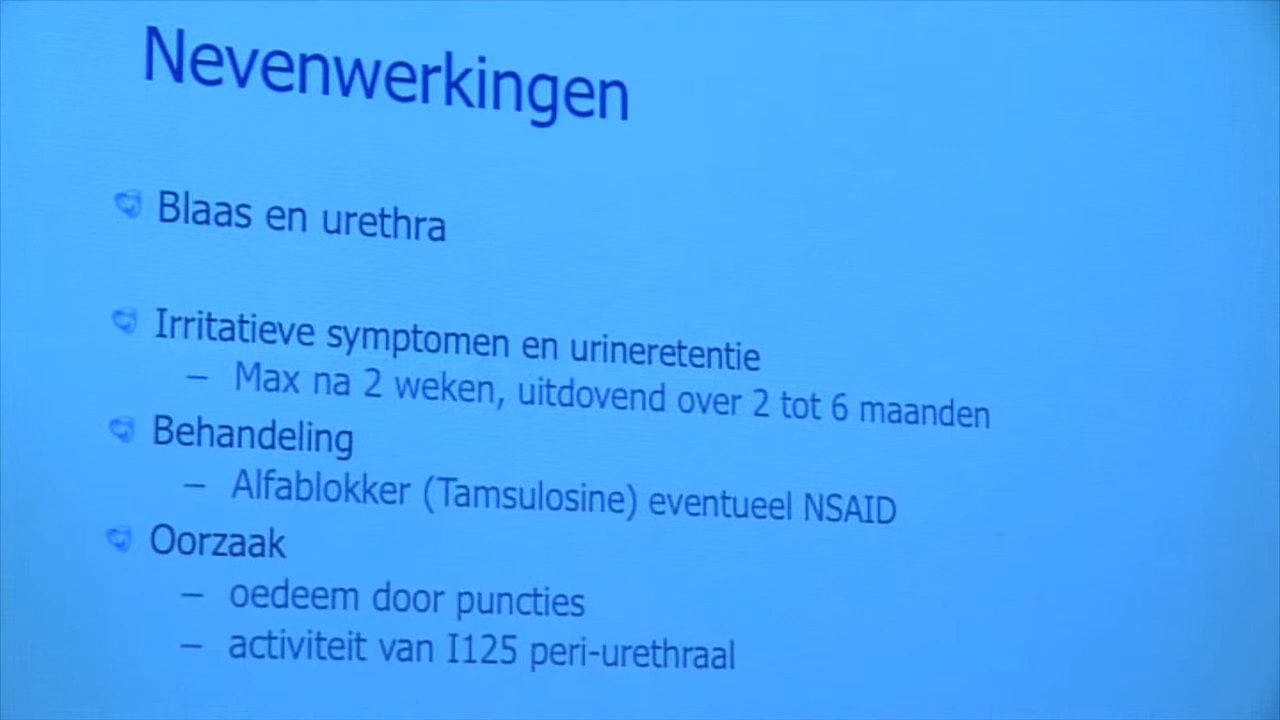 Nevenwerkingen
Blaas en urethra
Irritatieve symptomen en urineretentie
– Max na 2 weken, uitdovend over 2 tot 6 maanden
Behandeling
– Alfablokker (Tamsulosine) eventueel NSAID
Oorzaak
– oedeem door puncties
– activiteit van I125 peri-urethraal